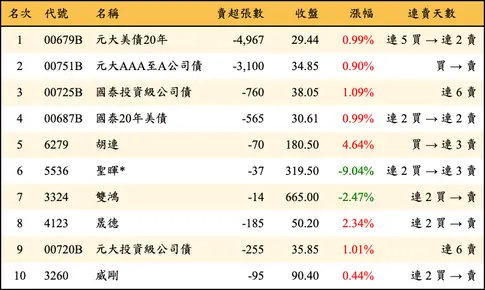 名次 代號 名稱 賣超張數 收盤 漲幅 連賣天數
1 00679B 元大美債20年 -4,967 29.44 0.99% 連 5 買 → 連 2 賣
2 00751B 元大AAA至A公司債 -3,100 34.85 0.90% 買 → 賣
3 00725B 國泰投資級公司債 -760 38.05 1.09% 連 6 賣
4 00687B 國泰20年美債 -565 30.61 0.99% 連 2 買 → 連 2 賣
5 6279 胡連 -70 180.50 4.64% 買 → 連 3 賣
6 5536 聖暉* -37 319.50 -9.04% 連 2 買 → 連 3 賣
7 3324 雙鴻 -14 665.00 -2.47% 連 2 買 → 賣
8 4123 晟德 -185 50.20 2.34% 連 2 買 → 賣
9 00720B 元大投資級公司債 -255 35.85 1.01% 連 6 賣
10 3260 威剛 -95 90.40 0.44% 連 2 買 → 賣